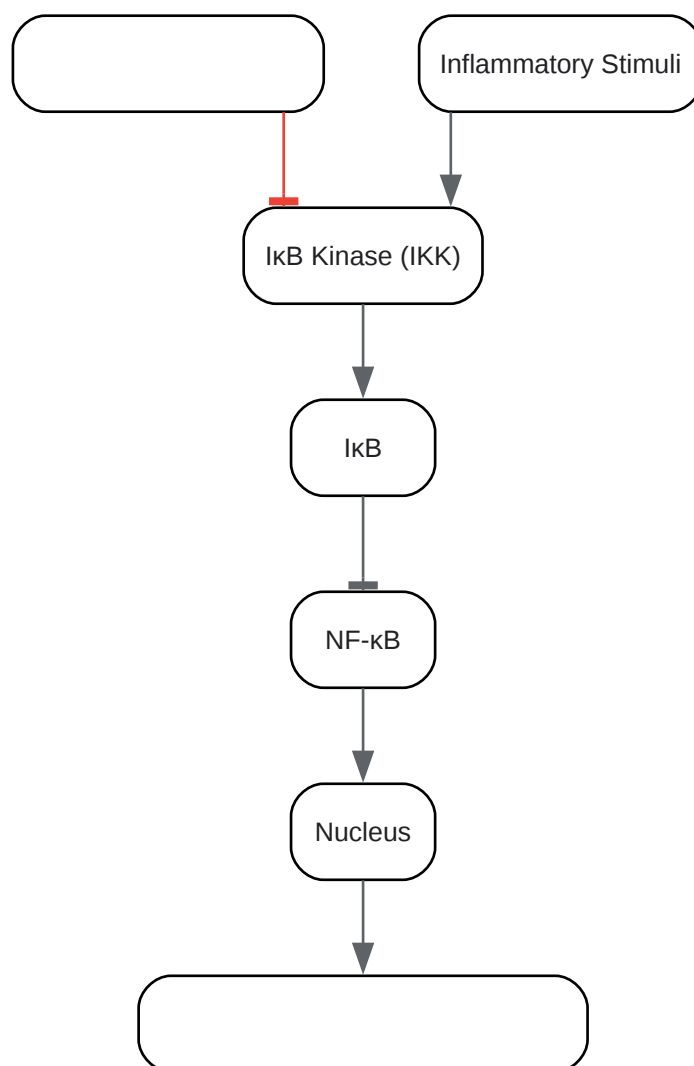 Inflammatory Stimuli
IκB Kinase (IKK)
IκB
NF-κB
Nucleus